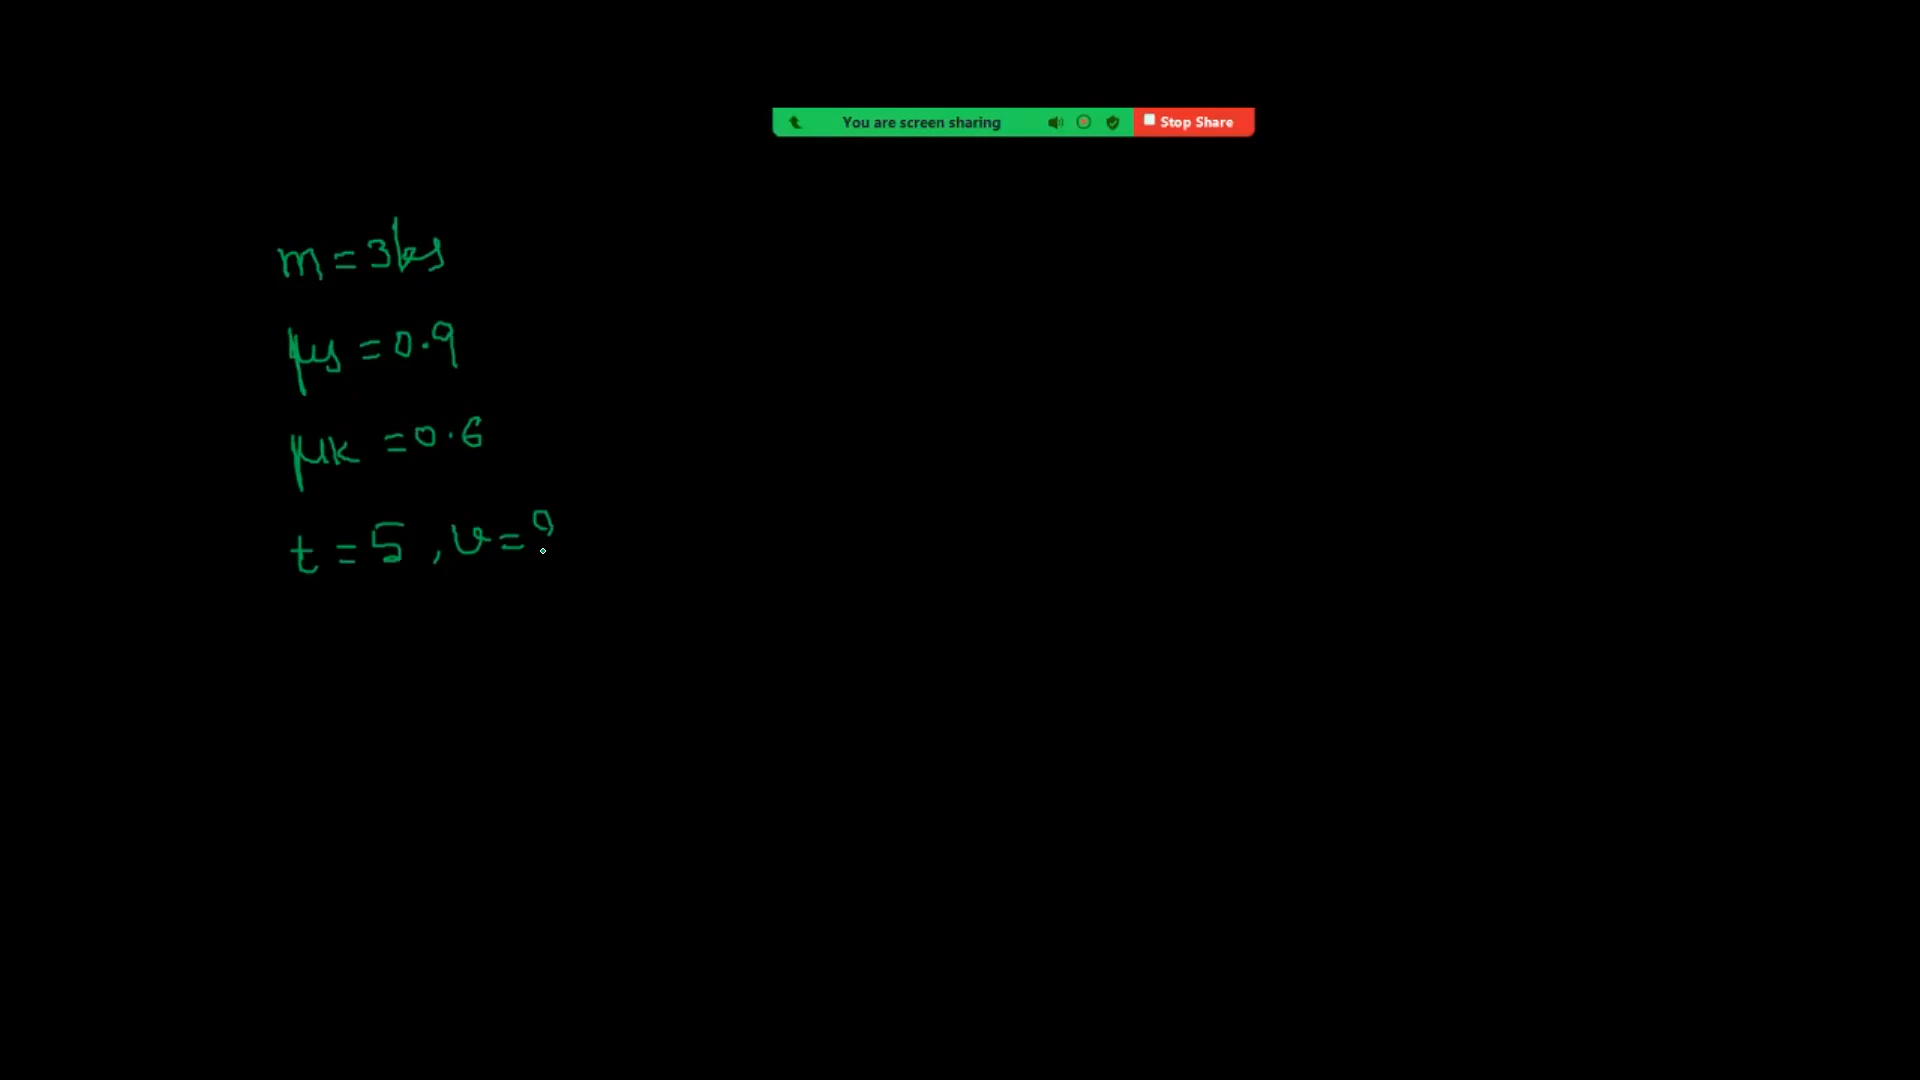 You are screen sharing Stop Share
m = 3kg
μs = 0.9
μk = 0.6
t = 5, v = ?